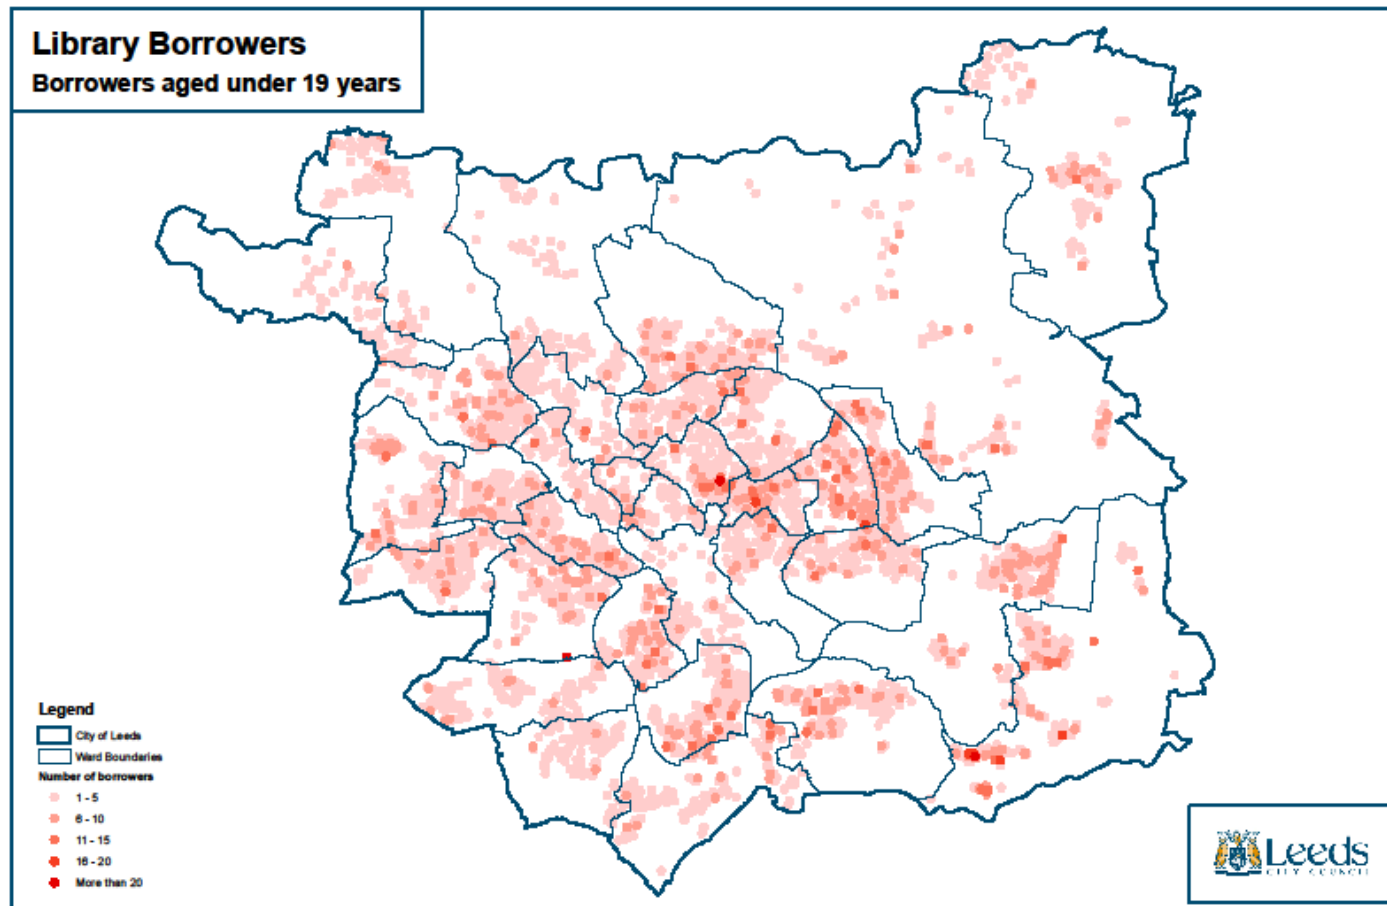 Library Borrowers
Borrowers aged under 19 years
Legend
City of Leeds
Ward Boundaries
Number of borrowers
1 - 5
6 - 10
11 - 15
16 - 20
More than 20
Leeds
CITY COUNCIL